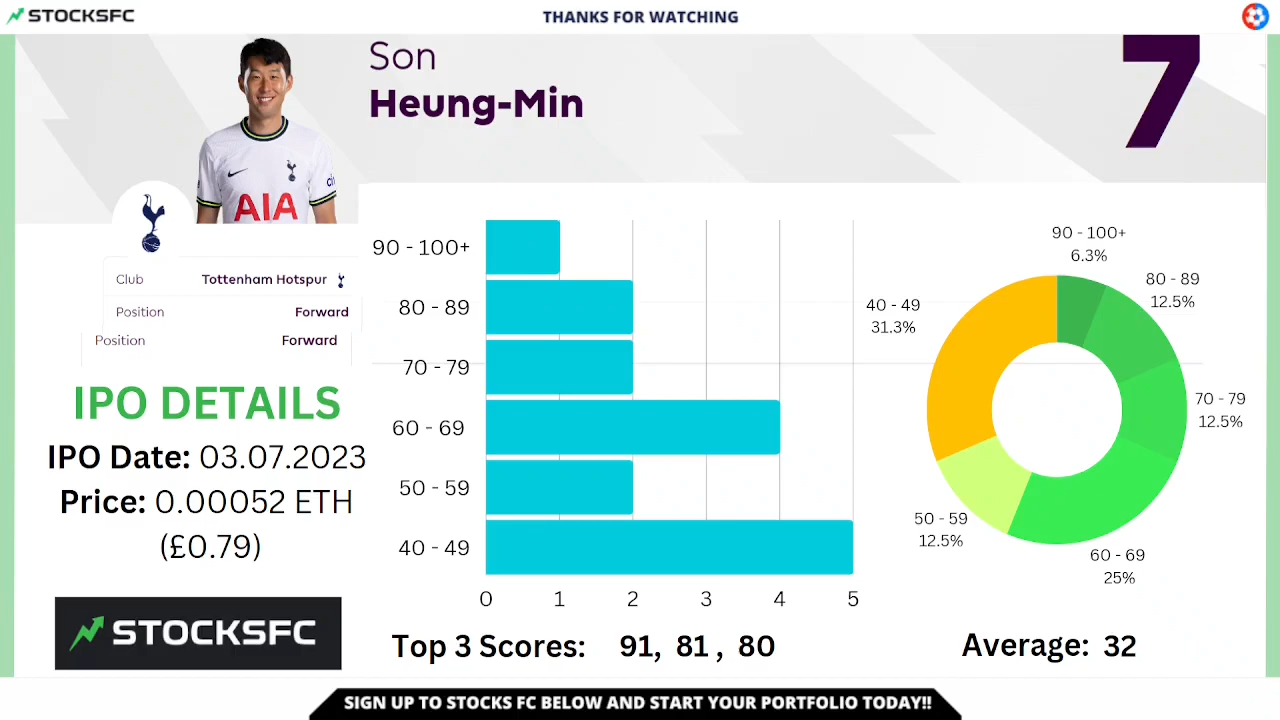 STOCKSFC
THANKS FOR WATCHING
Son
Heung-Min
7
AIA
Club Tottenham Hotspur
Position Forward
Position Forward
IPO DETAILS
IPO Date: 03.07.2023
Price: 0.00052 ETH
(£0.79)
STOCKSFC
90 - 100+
80 - 89
70 - 79
60 - 69
50 - 59
40 - 49
0 1 2 3 4 5
Top 3 Scores: 91, 81 , 80
90 - 100+
6.3%
80 - 89
12.5%
40 - 49
31.3%
70 - 79
12.5%
50 - 59
12.5%
60 - 69
25%
Average: 32
SIGN UP TO STOCKS FC BELOW AND START YOUR PORTFOLIO TODAY!!